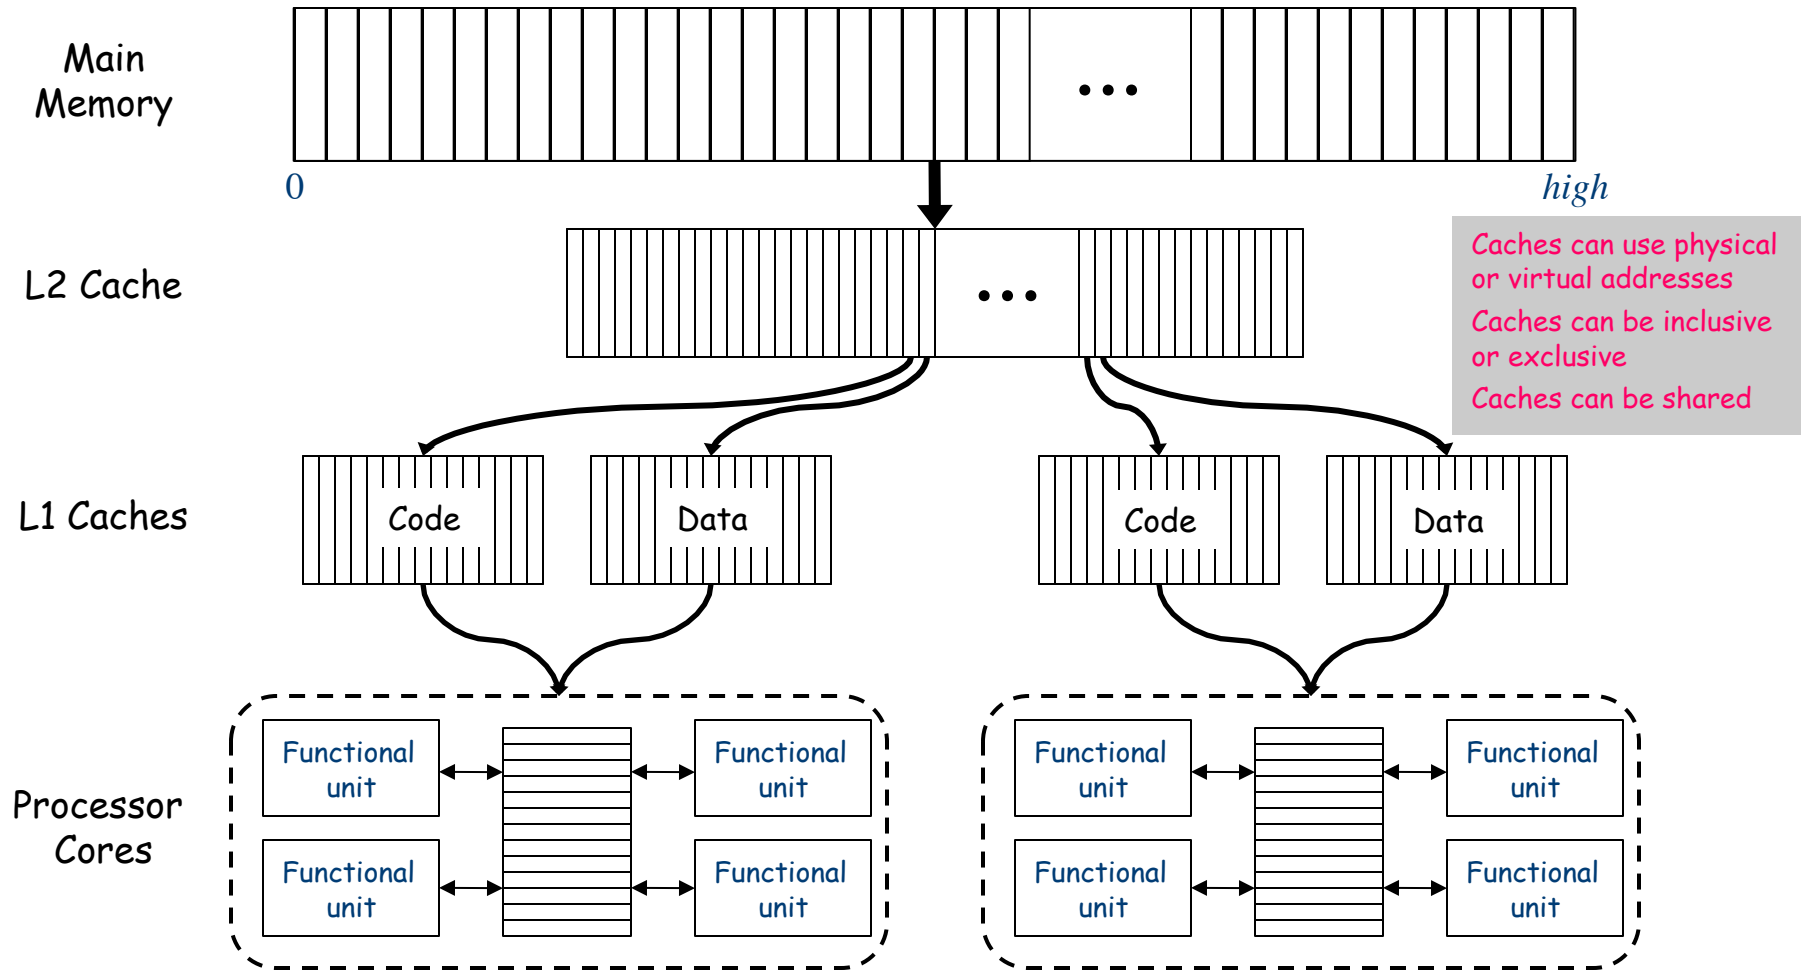 Main
Memory
...
0
high
L2 Cache
...
Caches can use physical
or virtual addresses
Caches can be inclusive
or exclusive
Caches can be shared
L1 Caches
Code
Data
Code
Data
Processor
Cores
Functional
unit
Functional
unit
Functional
unit
Functional
unit
Functional
unit
Functional
unit
Functional
unit
Functional
unit